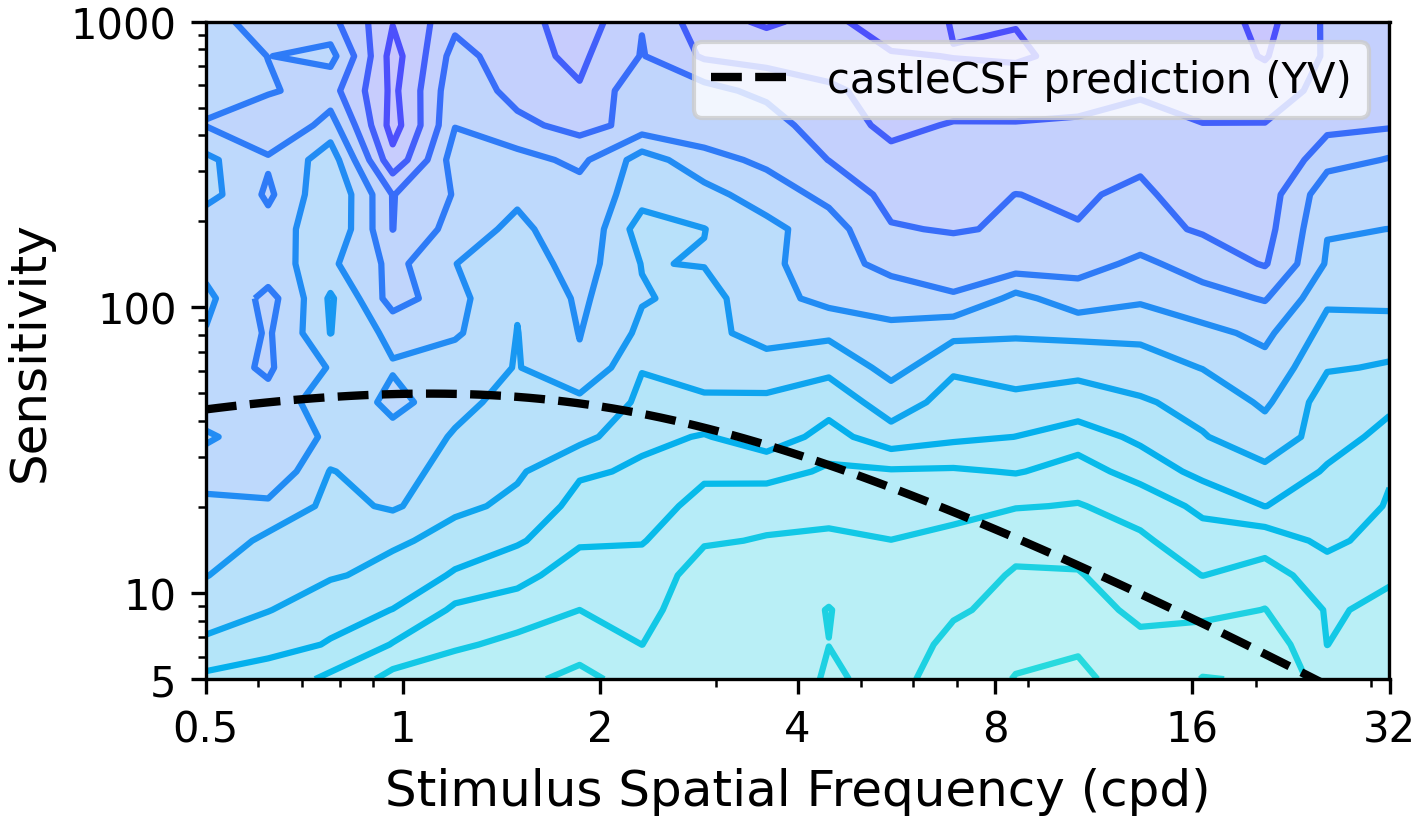 1000
100
10
5
Sensitivity
castleCSF prediction (YV)
0.5 1 2 4 8 16 32
Stimulus Spatial Frequency (cpd)